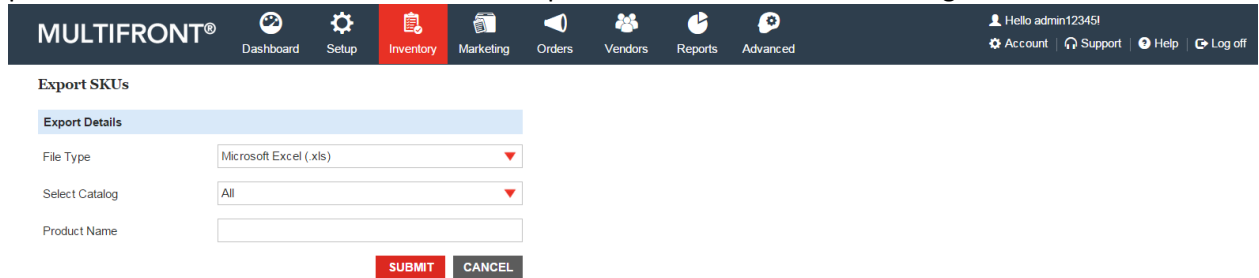 MULTIFRONT®
Dashboard Setup Inventory Marketing Orders Vendors Reports Advanced
Hello admin12345!
Account | Support | Help | Log off
Export SKUs
Export Details
File Type Microsoft Excel (.xls)
Select Catalog All
Product Name
SUBMIT CANCEL